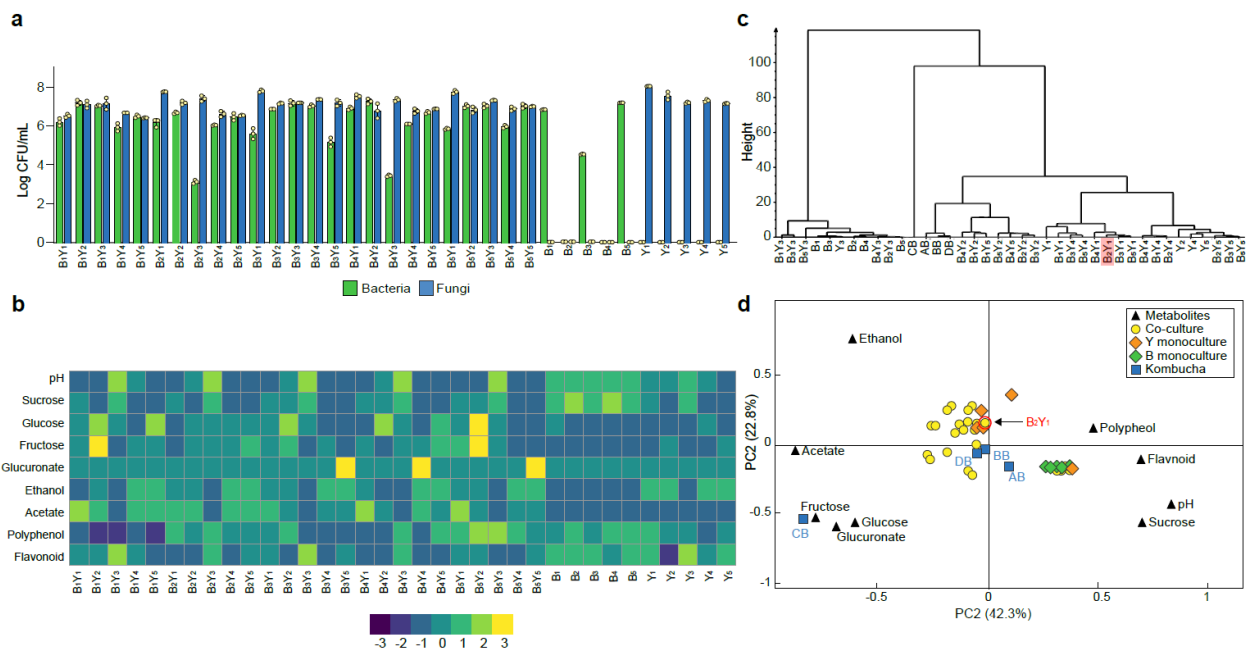 a
Log CFU/mL
8
6
4
2
0
B₁Y₁ B₁Y₂ B₁Y₃ B₁Y₄ B₁Y₅ B₂Y₁ B₂Y₂ B₂Y₃ B₂Y₄ B₂Y₅ B₃Y₁ B₃Y₂ B₃Y₃ B₃Y₄ B₃Y₅ B₄Y₁ B₄Y₂ B₄Y₃ B₄Y₄ B₄Y₅ B₅Y₁ B₅Y₂ B₅Y₃ B₅Y₄ B₅Y₅ B₁ B₂ B₃ B₄ B₅ Y₁ Y₂ Y₃ Y₄ Y₅
Bacteria Fungi
b
pH
Sucrose
Glucose
Fructose
Glucuronate
Ethanol
Acetate
Polyphenol
Flavonoid
B₁Y₁ B₁Y₂ B₁Y₃ B₁Y₄ B₁Y₅ B₂Y₁ B₂Y₂ B₂Y₃ B₂Y₄ B₂Y₅ B₃Y₁ B₃Y₂ B₃Y₃ B₃Y₄ B₃Y₅ B₄Y₁ B₄Y₂ B₄Y₃ B₄Y₄ B₄Y₅ B₅Y₁ B₅Y₂ B₅Y₃ B₅Y₄ B₅Y₅ B₁ B₂ B₃ B₄ B₅ Y₁ Y₂ Y₃ Y₄ Y₅
-3 -2 -1 0 1 2 3
c
Height
100
80
60
40
20
0
CB AB BB DB B₂Y₁
d
PC2 (22.8%)
0.5
0
-0.5
-1
-0.5 0 0.5 1
PC2 (42.3%)
Metabolites
Co-culture
Y monoculture
B monoculture
Kombucha
Ethanol
B₂Y₁
Polypheol
Acetate
DB
BB
AB
Flavnoid
pH
Sucrose
Fructose
CB
Glucose
Glucuronate